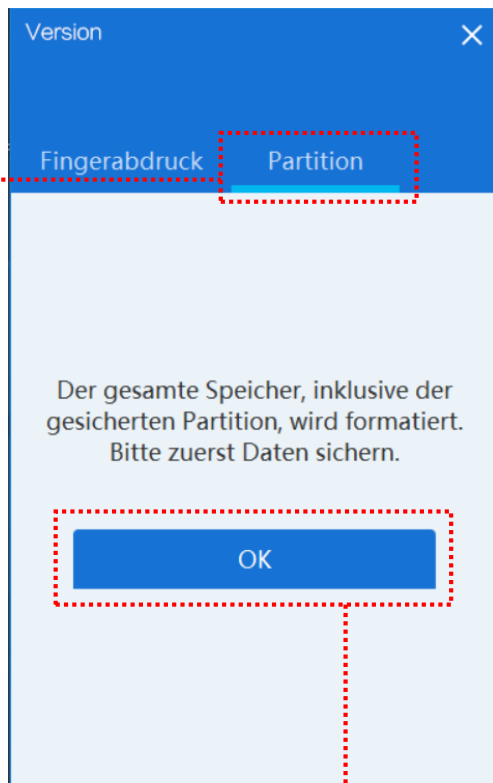 Version
Fingerabdruck Partition
Der gesamte Speicher, inklusive der
gesicherten Partition, wird formatiert.
Bitte zuerst Daten sichern.
OK